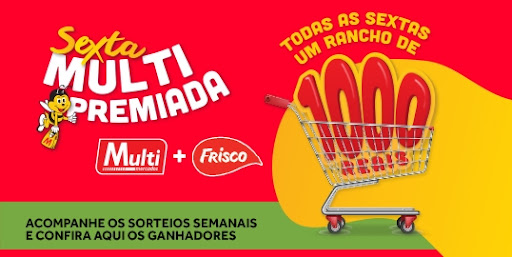 Sexta
MULTI
PREMIADA
Multi + FRISCO
TODAS AS SEXTAS
UM RANCHO DE
1000
REAIS
ACOMPANHE OS SORTEIOS SEMANAIS
E CONFIRA AQUI OS GANHADORES